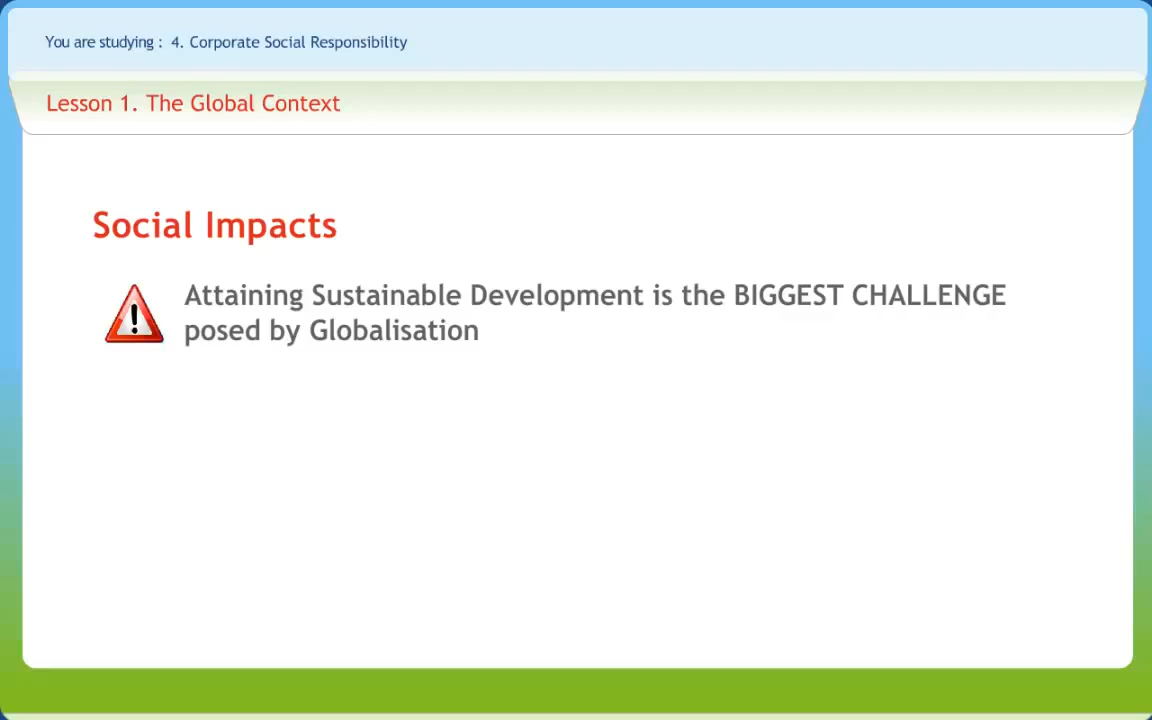 You are studying : 4. Corporate Social Responsibility
Lesson 1. The Global Context
Social Impacts
Attaining Sustainable Development is the BIGGEST CHALLENGE
posed by Globalisation